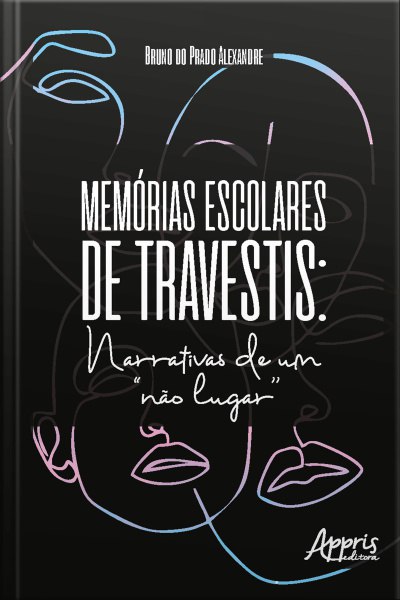 BRUNO DO PRADO ALEXANDRE
MEMÓRIAS ESCOLARES
DE TRAVESTIS:
Narrativas de um
"não lugar"
Appris
editora